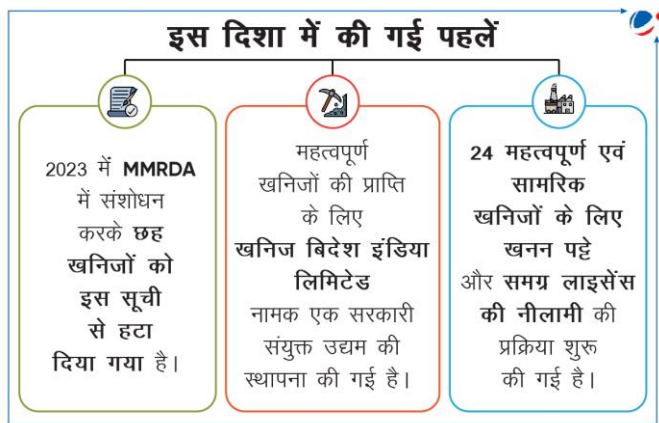 इस दिशा में की गई पहलें
2023 में MMRDA
में संशोधन
करके छह
खनिजों को
इस सूची
से हटा
दिया गया है।
महत्वपूर्ण
खनिजों की प्राप्ति
के लिए
खनिज बिदेश इंडिया
लिमिटेड
नामक एक सरकारी
संयुक्त उद्यम की
स्थापना की गई है।
24 महत्वपूर्ण एवं
सामरिक
खनिजों के लिए
खनन पट्टे
और समग्र लाइसेंस
की नीलामी की
प्रक्रिया शुरू
की गई है।